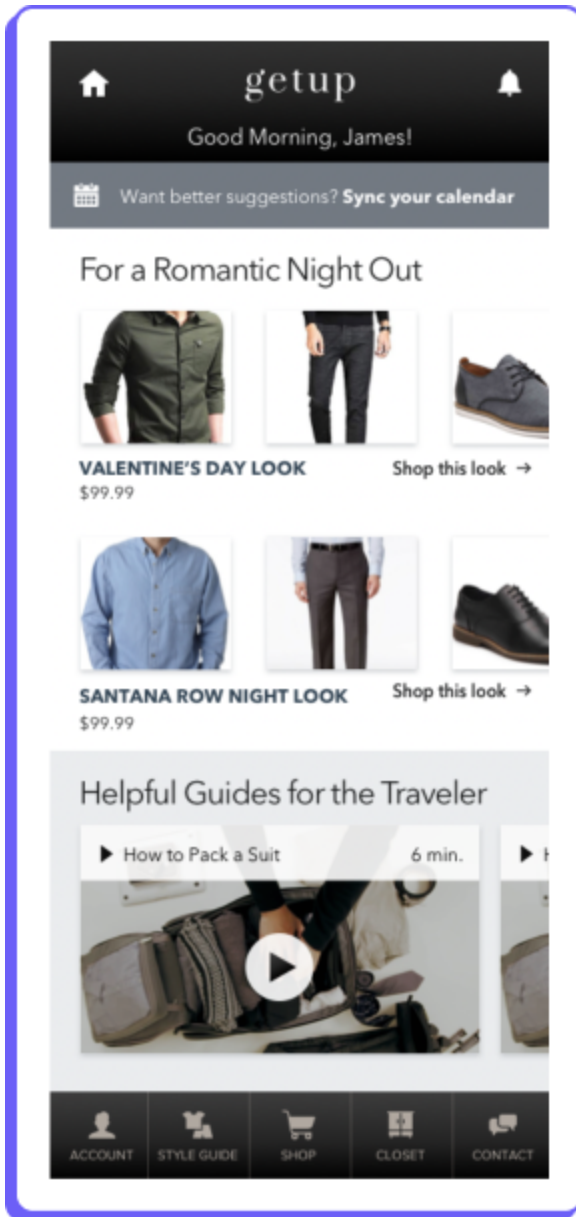 getup
Good Morning, James!
Want better suggestions? Sync your calendar
For a Romantic Night Out
VALENTINE'S DAY LOOK
Shop this look →
$99.99
SANTANA ROW NIGHT LOOK
Shop this look →
$99.99
Helpful Guides for the Traveler
How to Pack a Suit
6 min.
ACCOUNT
STYLE GUIDE
SHOP
CLOSET
CONTACT